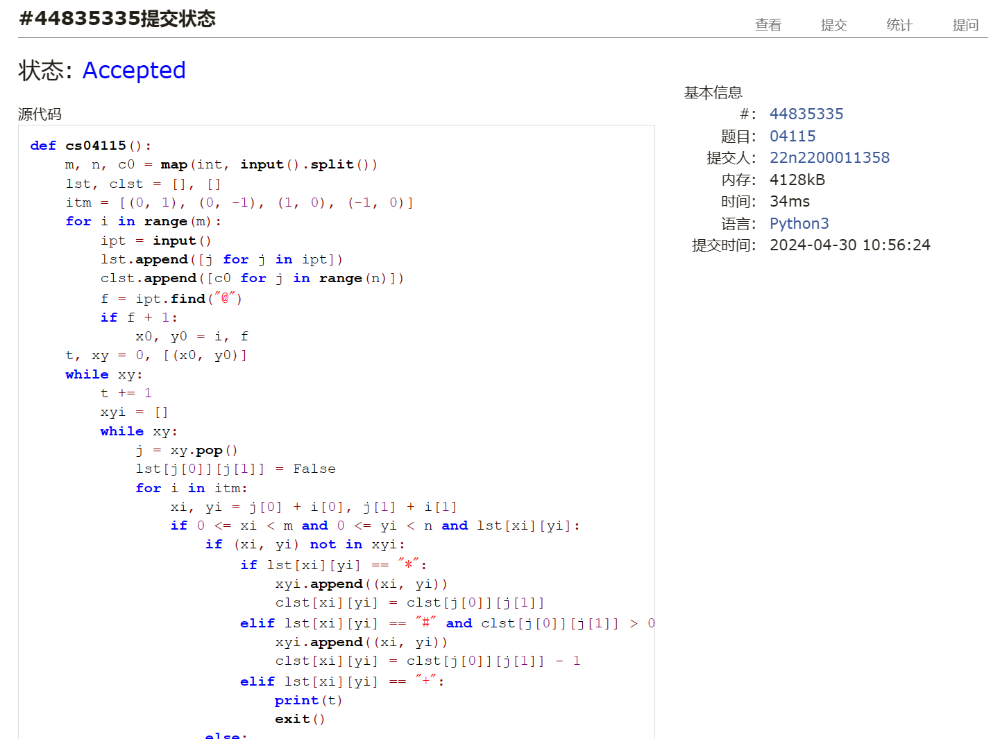 #44835335提交状态
查看 提交 统计 提问
状态: Accepted
源代码
def cs04115():
    m, n, c0 = map(int, input().split())
    lst, clst = [], []
    itm = [(0, 1), (0, -1), (1, 0), (-1, 0)]
    for i in range(m):
        ipt = input()
        lst.append([j for j in ipt])
        clst.append([c0 for j in range(n)])
        f = ipt.find("@")
        if f + 1:
            x0, y0 = i, f
    t, xy = 0, [(x0, y0)]
    while xy:
        t += 1
        xyi = []
        while xy:
            j = xy.pop()
            lst[j[0]][j[1]] = False
            for i in itm:
                xi, yi = j[0] + i[0], j[1] + i[1]
                if 0 <= xi < m and 0 <= yi < n and lst[xi][yi]:
                    if (xi, yi) not in xyi:
                        if lst[xi][yi] == "*":
                            xyi.append((xi, yi))
                            clst[xi][yi] = clst[j[0]][j[1]]
                        elif lst[xi][yi] == "#" and clst[j[0]][j[1]] > 0
                            xyi.append((xi, yi))
                            clst[xi][yi] = clst[j[0]][j[1]] - 1
                        elif lst[xi][yi] == "+":
                            print(t)
                            exit()
                    else:
基本信息
#: 44835335
题目: 04115
提交人: 22n2200011358
内存: 4128kB
时间: 34ms
语言: Python3
提交时间: 2024-04-30 10:56:24